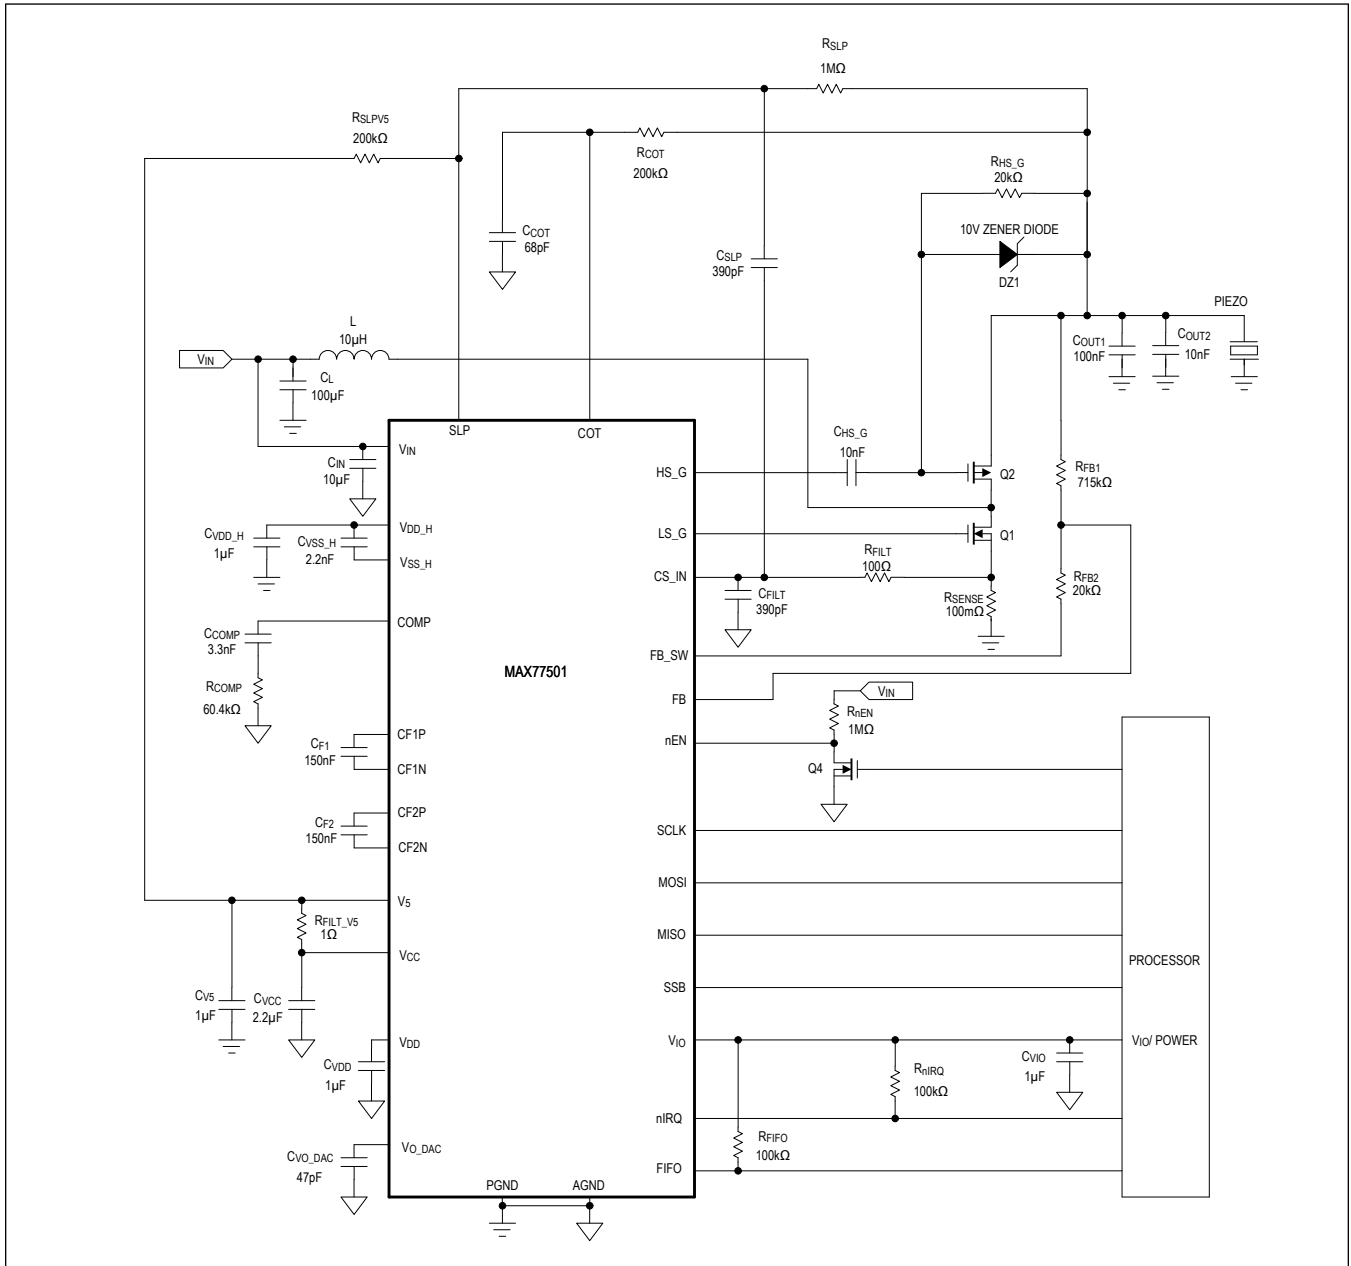 RSLP
1MΩ
RSLPV5
200kΩ
RCOT
200kΩ
RHS_G
20kΩ
CCOT
68pF
10V ZENER DIODE
DZ1
CSLP
390pF
L
10µH
VIN
CL
100µF
PIEZO
COUT1
100nF
COUT2
10nF
SLP
COT
VIN
CIN
10µF
CHS_G
10nF
HS_G
Q2
RFB1
715kΩ
CVDD_H
1µF
CVSS_H
2.2nF
VDD_H
VSS_H
LS_G
Q1
RFILT
100Ω
CS_IN
CFILT
390pF
RSENSE
100mΩ
RFB2
20kΩ
COMP
CCOMP
3.3nF
FB_SW
MAX77501
RCOMP
60.4kΩ
FB
VIN
RnEN
1MΩ
nEN
CF1P
CF1
150nF
CF1N
Q4
CF2P
CF2
150nF
CF2N
SCLK
MOSI
V5
RFILT_V5
1Ω
MISO
VCC
PROCESSOR
CV5
1µF
CVCC
2.2µF
SSB
VDD
CVDD
1µF
VIO
VIO/ POWER
RnIRQ
100kΩ
CVIO
1µF
nIRQ
VO_DAC
CVO_DAC
47pF
RFIFO
100kΩ
FIFO
PGND
AGND